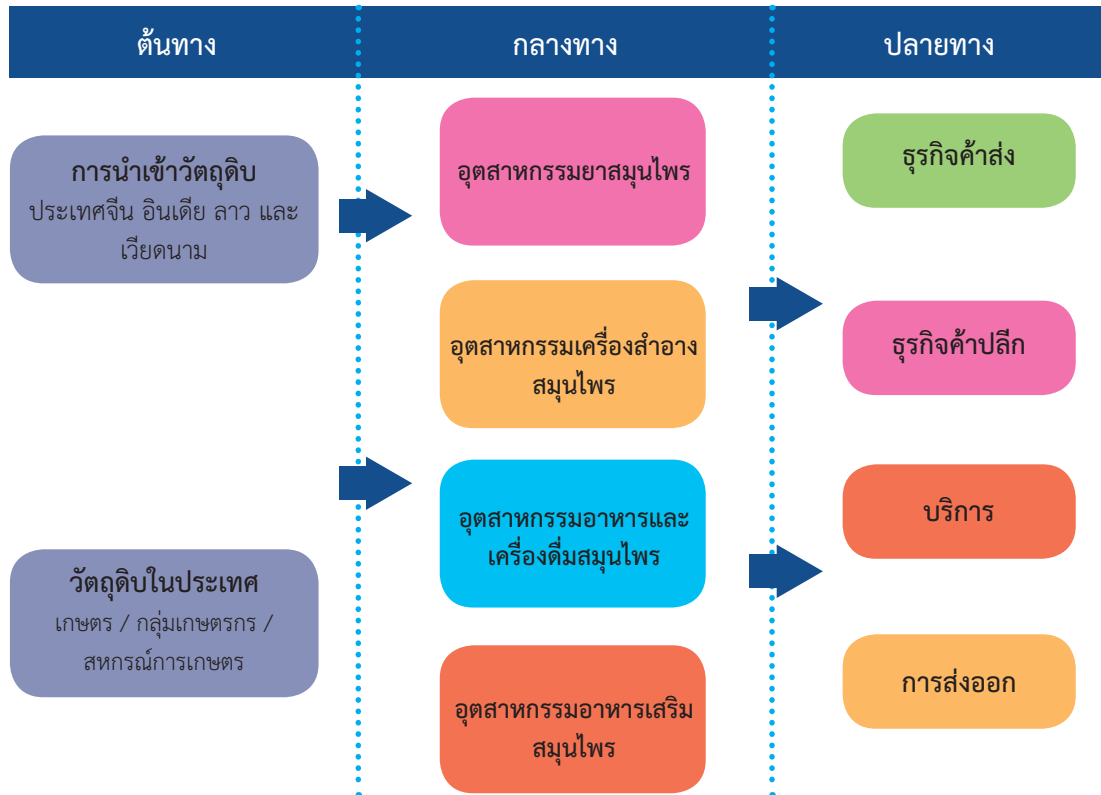 ต้นทาง
กลางทาง
ปลายทาง
การนำเข้าวัตถุดิบ
ประเทศจีน อินเดีย ลาว และ
เวียดนาม
วัตถุดิบในประเทศ
เกษตร / กลุ่มเกษตรกร /
สหกรณ์การเกษตร
อุตสาหกรรมยาสมุนไพร
อุตสาหกรรมเครื่องสำอาง
สมุนไพร
อุตสาหกรรมอาหารและ
เครื่องดื่มสมุนไพร
อุตสาหกรรมอาหารเสริม
สมุนไพร
ธุรกิจค้าส่ง
ธุรกิจค้าปลีก
บริการ
การส่งออก